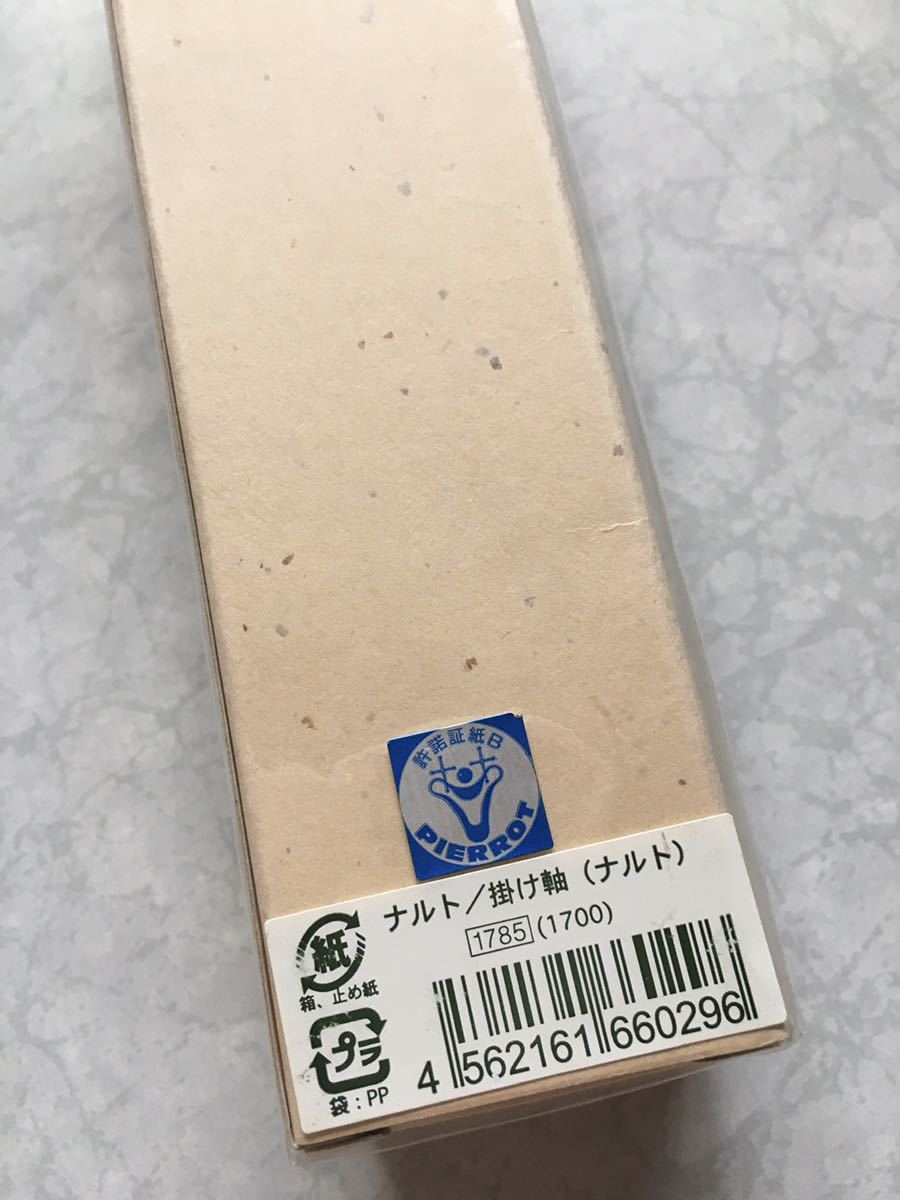 許諾証紙B
PIERROT
ナルト／掛け軸（ナルト）
1785 (1700)
紙
箱、止め紙
プラ
袋：PP
4 562161 660296